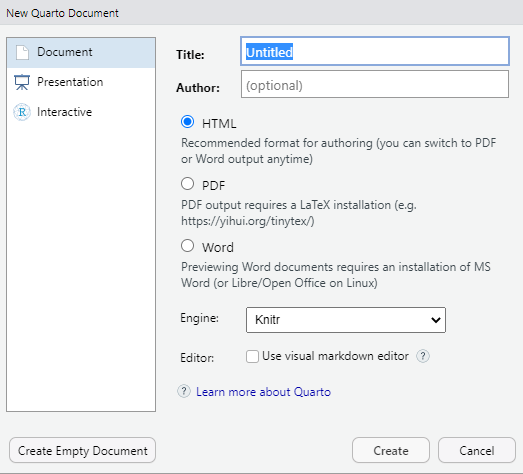 New Quarto Document
Document
Presentation
Interactive
Title: Untitled
Author: (optional)
HTML
Recommended format for authoring (you can switch to PDF
or Word output anytime)
PDF
PDF output requires a LaTeX installation (e.g.
https://yihui.org/tinytex/)
Word
Previewing Word documents requires an installation of MS
Word (or Libre/Open Office on Linux)
Engine: Knitr
Editor: Use visual markdown editor ?
? Learn more about Quarto
Create Empty Document Create Cancel